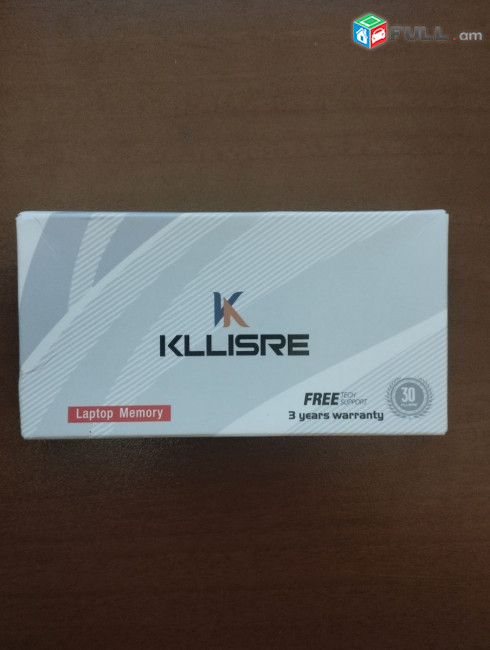 FULL.am
KLLISRE
Laptop Memory
FREE TECH SUPPORT
3 years warranty
30